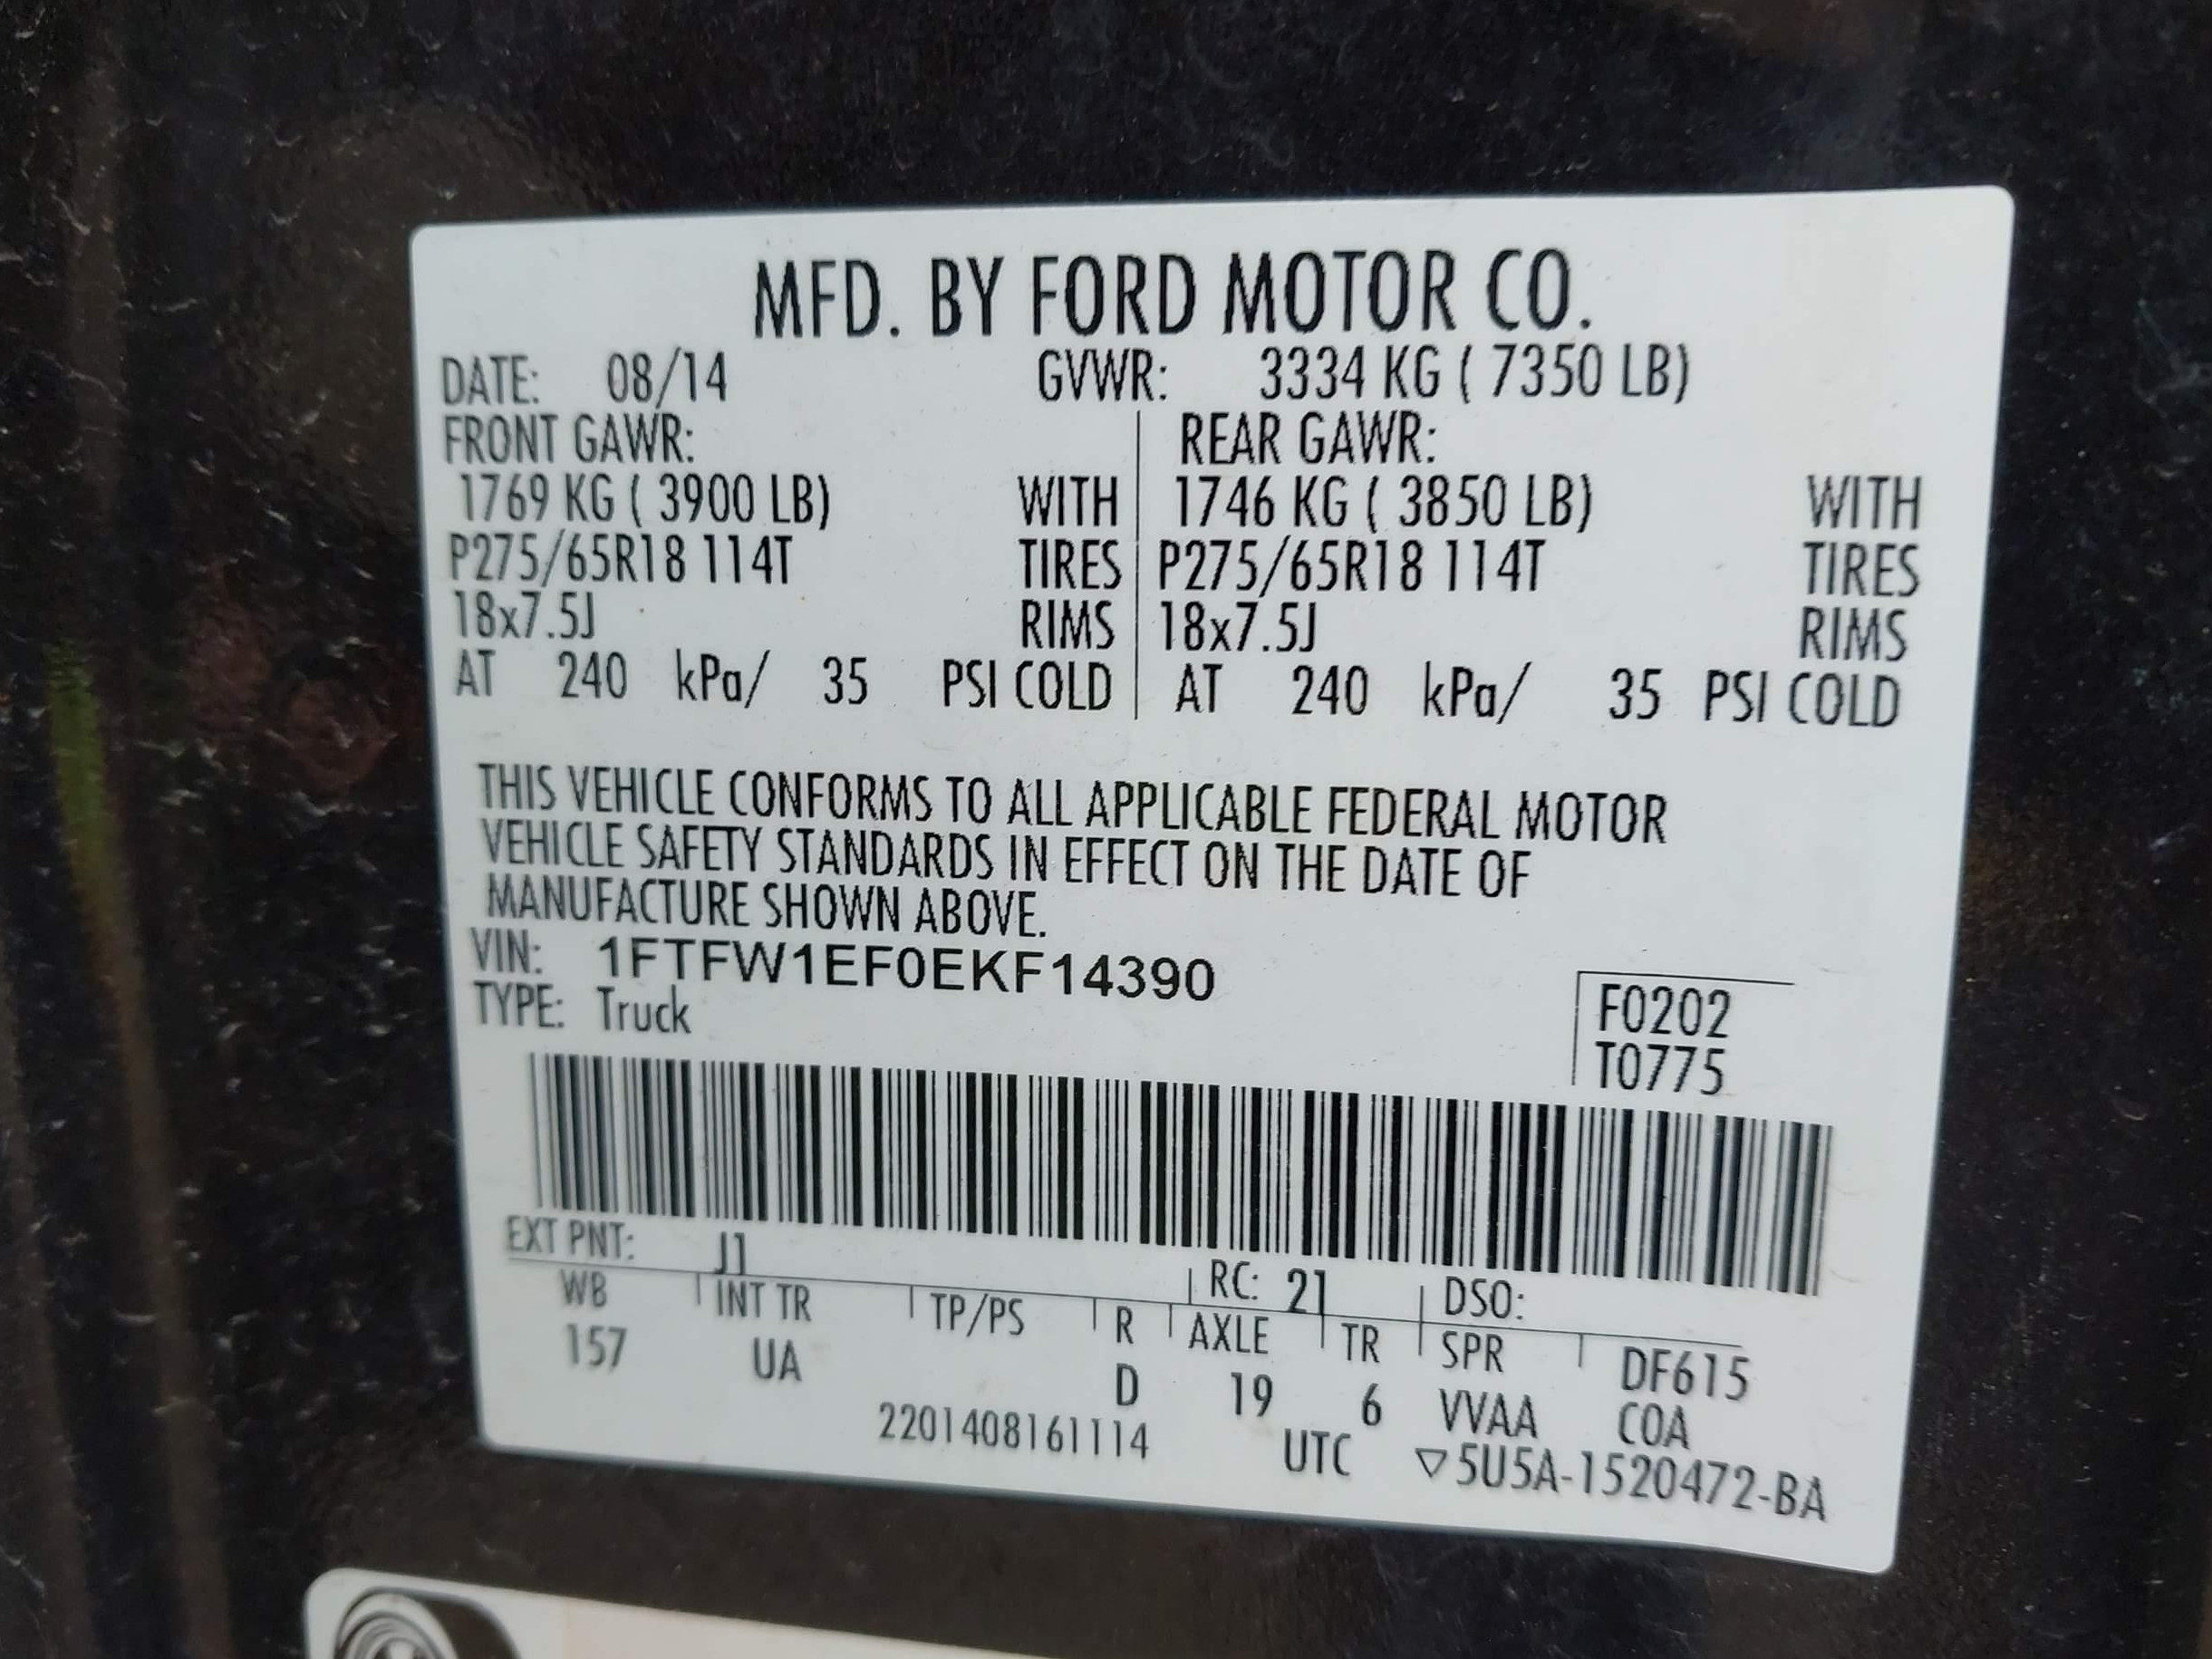 MFD. BY FORD MOTOR CO.
DATE: 08/14 GVWR: 3334 KG ( 7350 LB)
FRONT GAWR: REAR GAWR:
1769 KG ( 3900 LB) WITH 1746 KG ( 3850 LB) WITH
P275/65R18 114T TIRES P275/65R18 114T TIRES
18x7.5J RIMS 18x7.5J RIMS
AT 240 kPa/ 35 PSI COLD AT 240 kPa/ 35 PSI COLD
THIS VEHICLE CONFORMS TO ALL APPLICABLE FEDERAL MOTOR
VEHICLE SAFETY STANDARDS IN EFFECT ON THE DATE OF
MANUFACTURE SHOWN ABOVE.
VIN: 1FTFW1EF0EKF14390
TYPE: Truck
F0202
T0775
EXT PNT: J1 RC: 21 DSO:
WB INT TR TP/PS R AXLE TR SPR DF615
157 UA D 19 6 VVAA COA
2201408161114 UTC ▽5U5A-1520472-BA